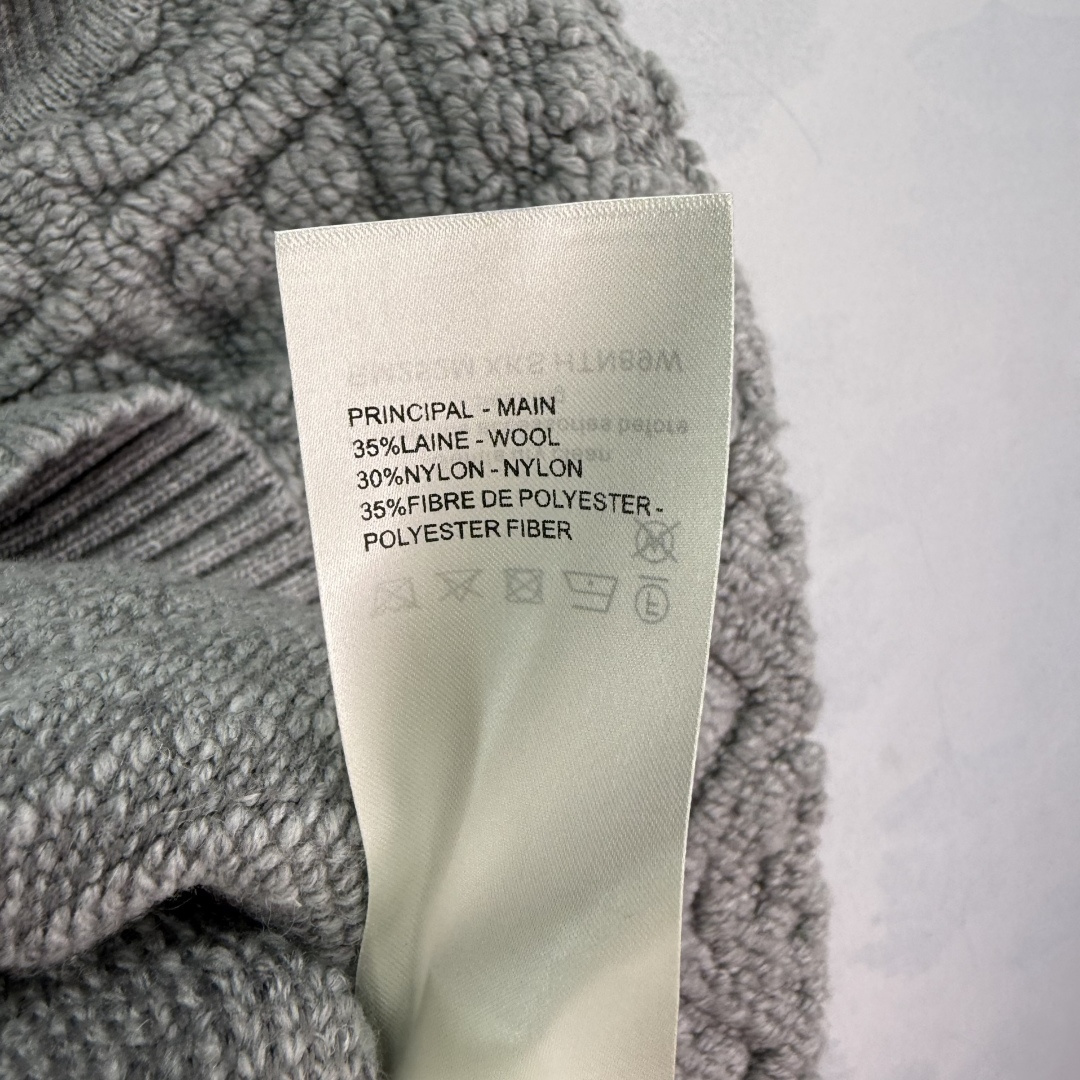 PRINCIPAL - MAIN
35%LAINE - WOOL
30%NYLON - NYLON
35%FIBRE DE POLYESTER -
POLYESTER FIBER